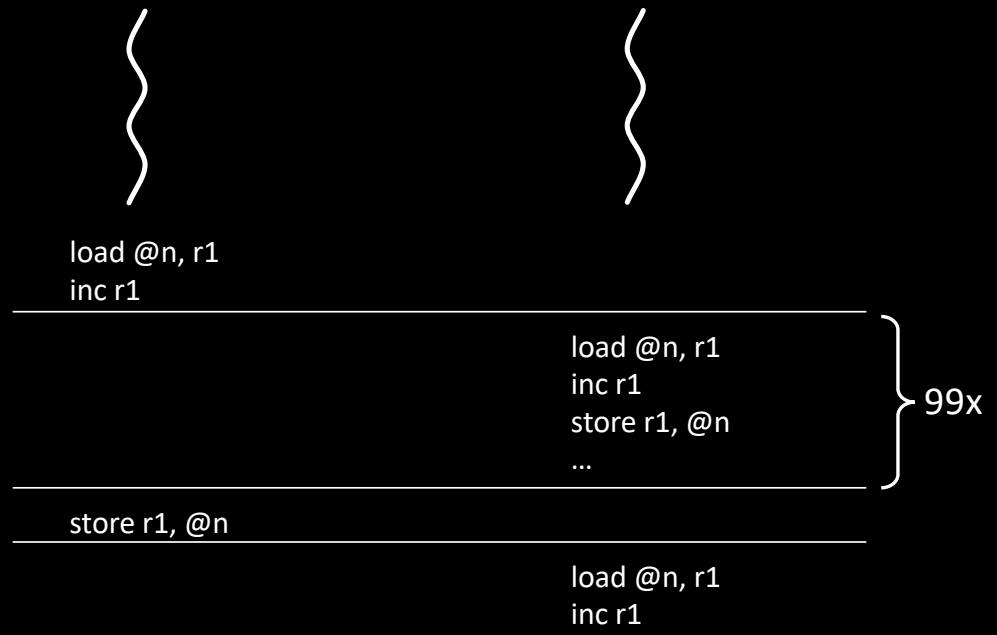 load @n, r1
inc r1
load @n, r1
inc r1
store r1, @n
...
99x
store r1, @n
load @n, r1
inc r1